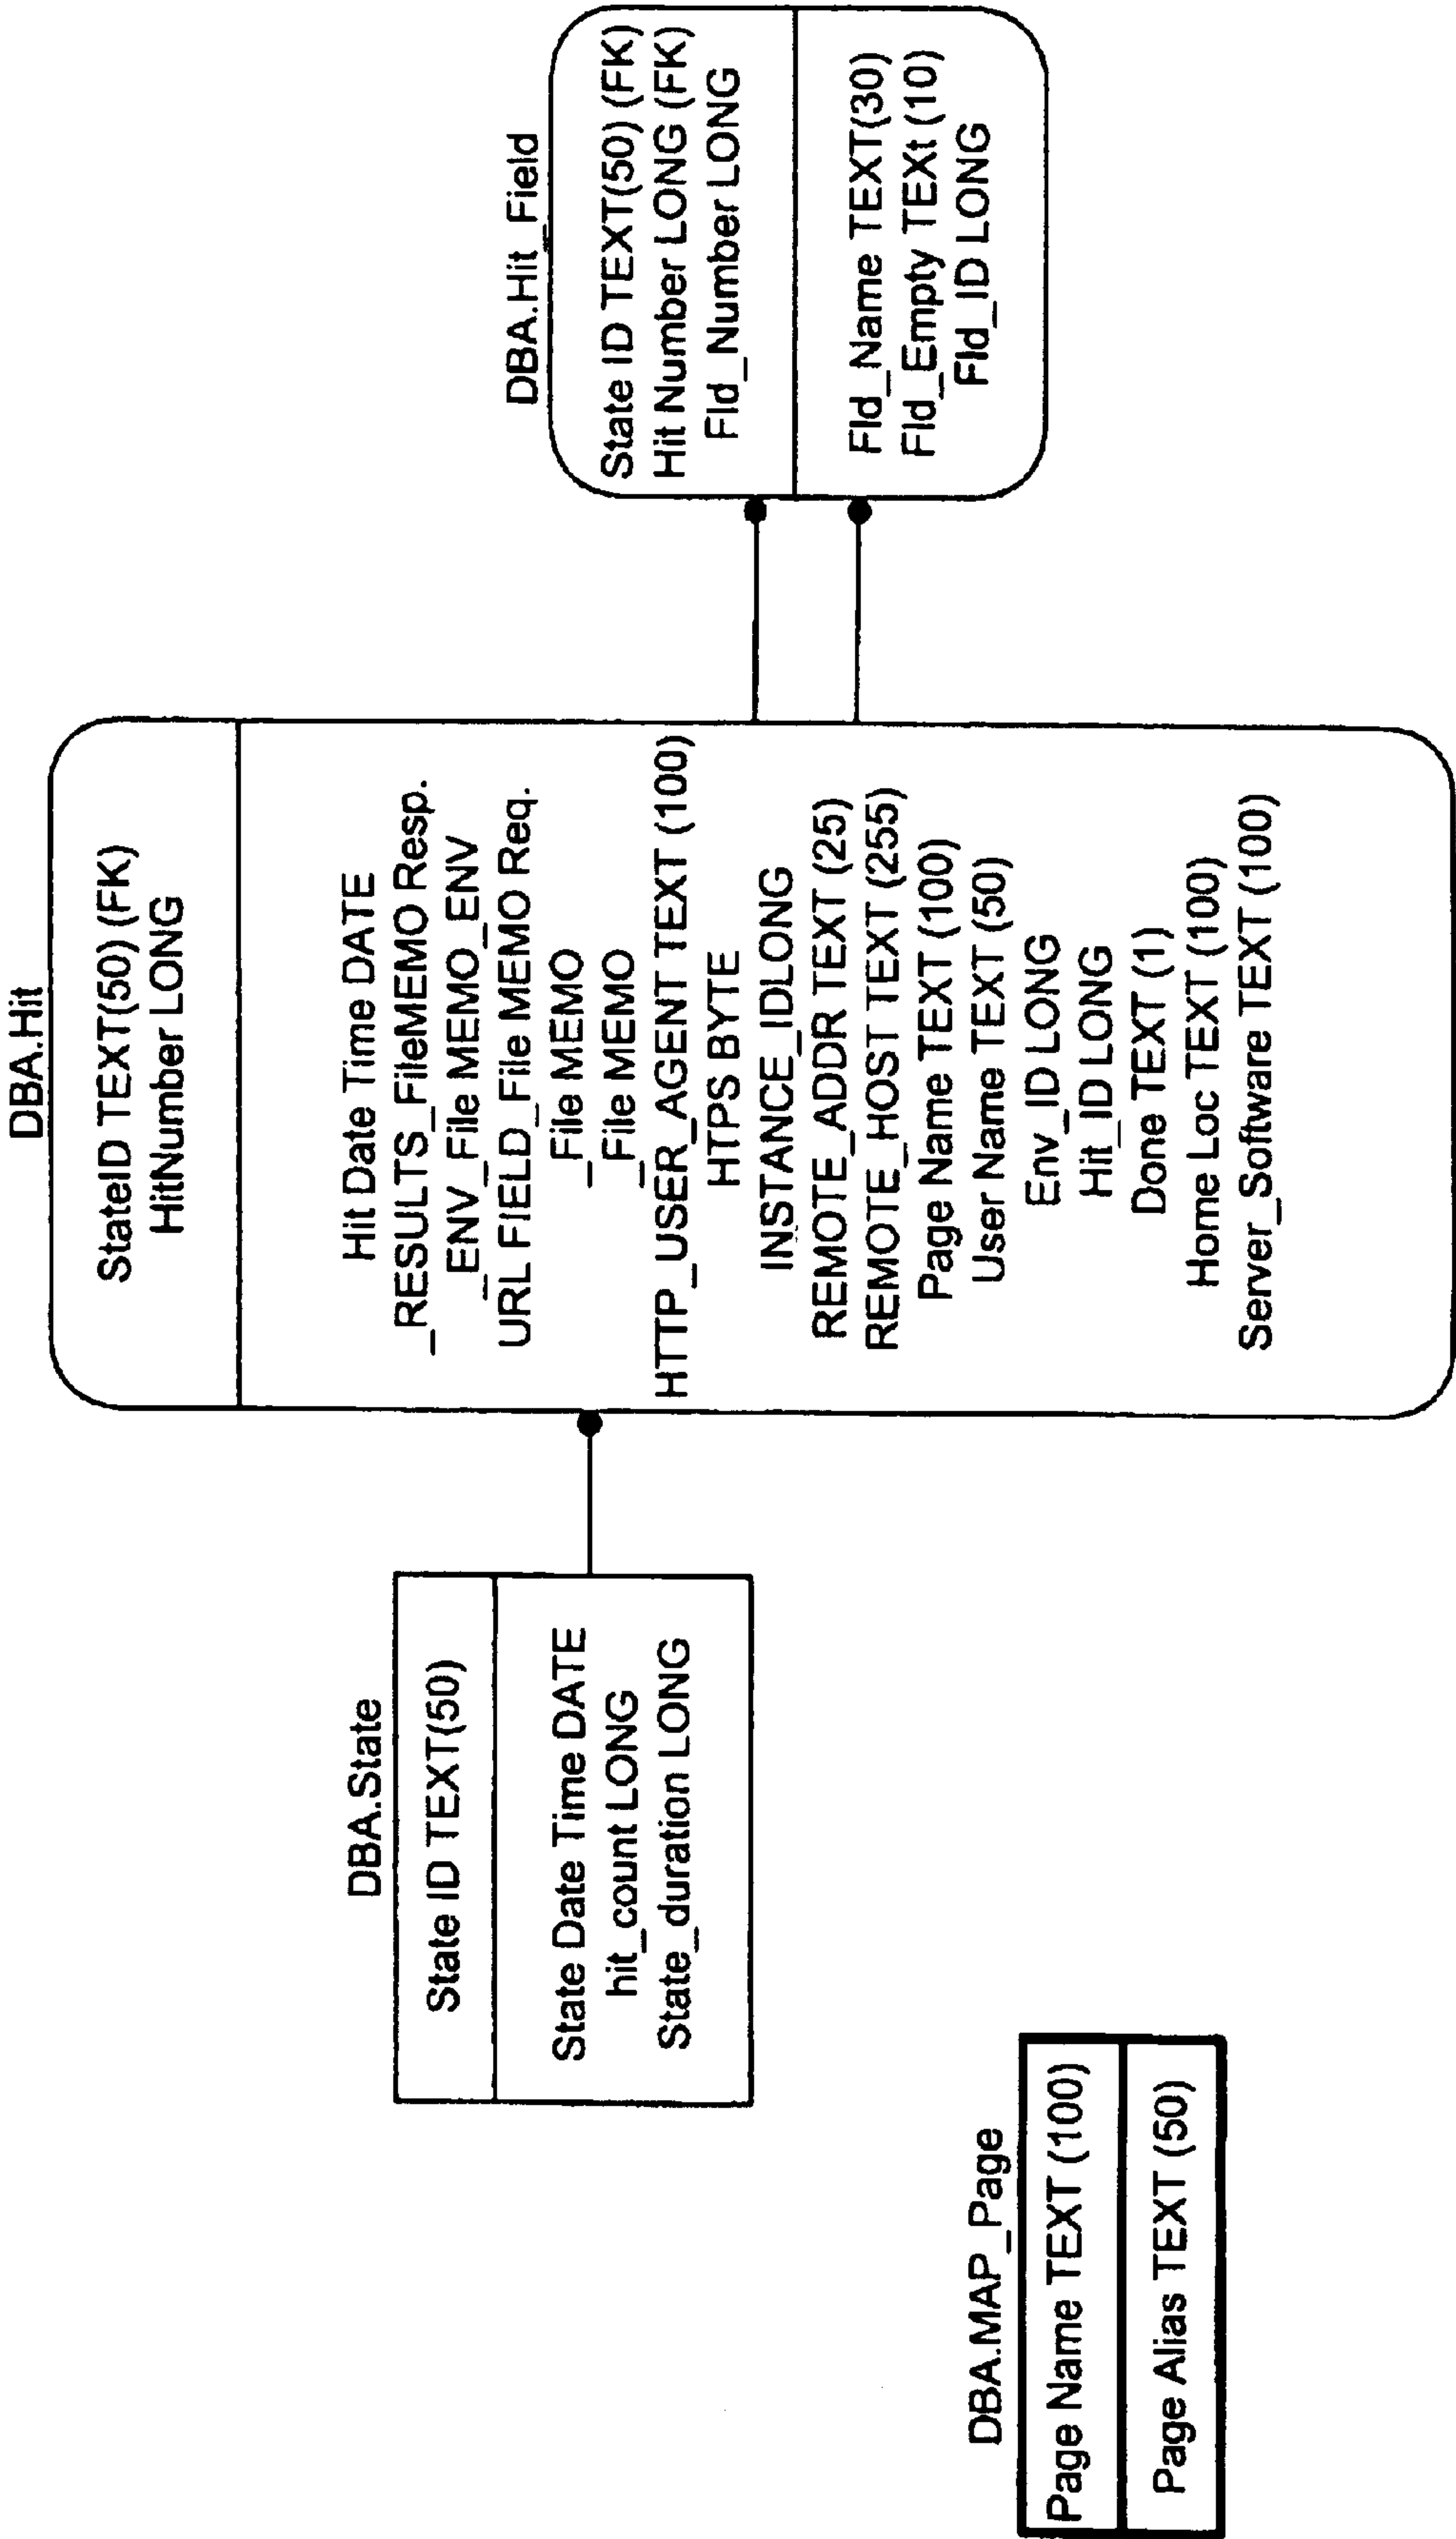 DBA.MAP_Page
Page Name TEXT (100)
Page Alias TEXT (50)
DBA.State
State ID TEXT(50)
State Date Time DATE
hit_count LONG
State_duration LONG
DBA.Hit
StateID TEXT(50) (FK)
HitNumber LONG
Hit Date Time DATE
_RESULTS_FileMEMO Resp.
_ENV_File MEMO_ENV
URL FIELD_File MEMO Req.
_File MEMO
_File MEMO
HTTP_USER_AGENT TEXT (100)
HTPS BYTE
INSTANCE_IDLONG
REMOTE_ADDR TEXT (25)
REMOTE_HOST TEXT (255)
Page Name TEXT (100)
User Name TEXT (50)
Env_ID LONG
Hit_ID LONG
Done TEXT (1)
Home Loc TEXT (100)
Server_Software TEXT (100)
DBA.Hit_Field
State ID TEXT(50) (FK)
Hit Number LONG (FK)
Fld_Number LONG
Fld_Name TEXT(30)
Fld_Empty TEXt (10)
Fld_ID LONG